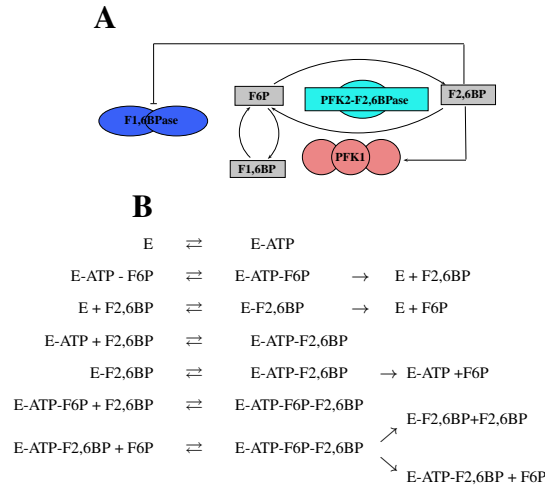 A
F6P
PFK2-F2,6BPase
F2,6BP
F1,6BPase
F1,6BP
PFK1
B
E ⇄ E-ATP
E-ATP - F6P ⇄ E-ATP-F6P → E + F2,6BP
E + F2,6BP ⇄ E-F2,6BP → E + F6P
E-ATP + F2,6BP ⇄ E-ATP-F2,6BP
E-F2,6BP ⇄ E-ATP-F2,6BP → E-ATP +F6P
E-ATP-F6P + F2,6BP ⇄ E-ATP-F6P-F2,6BP
E-F2,6BP+F2,6BP
E-ATP-F2,6BP + F6P ⇄ E-ATP-F6P-F2,6BP
E-ATP-F2,6BP + F6P